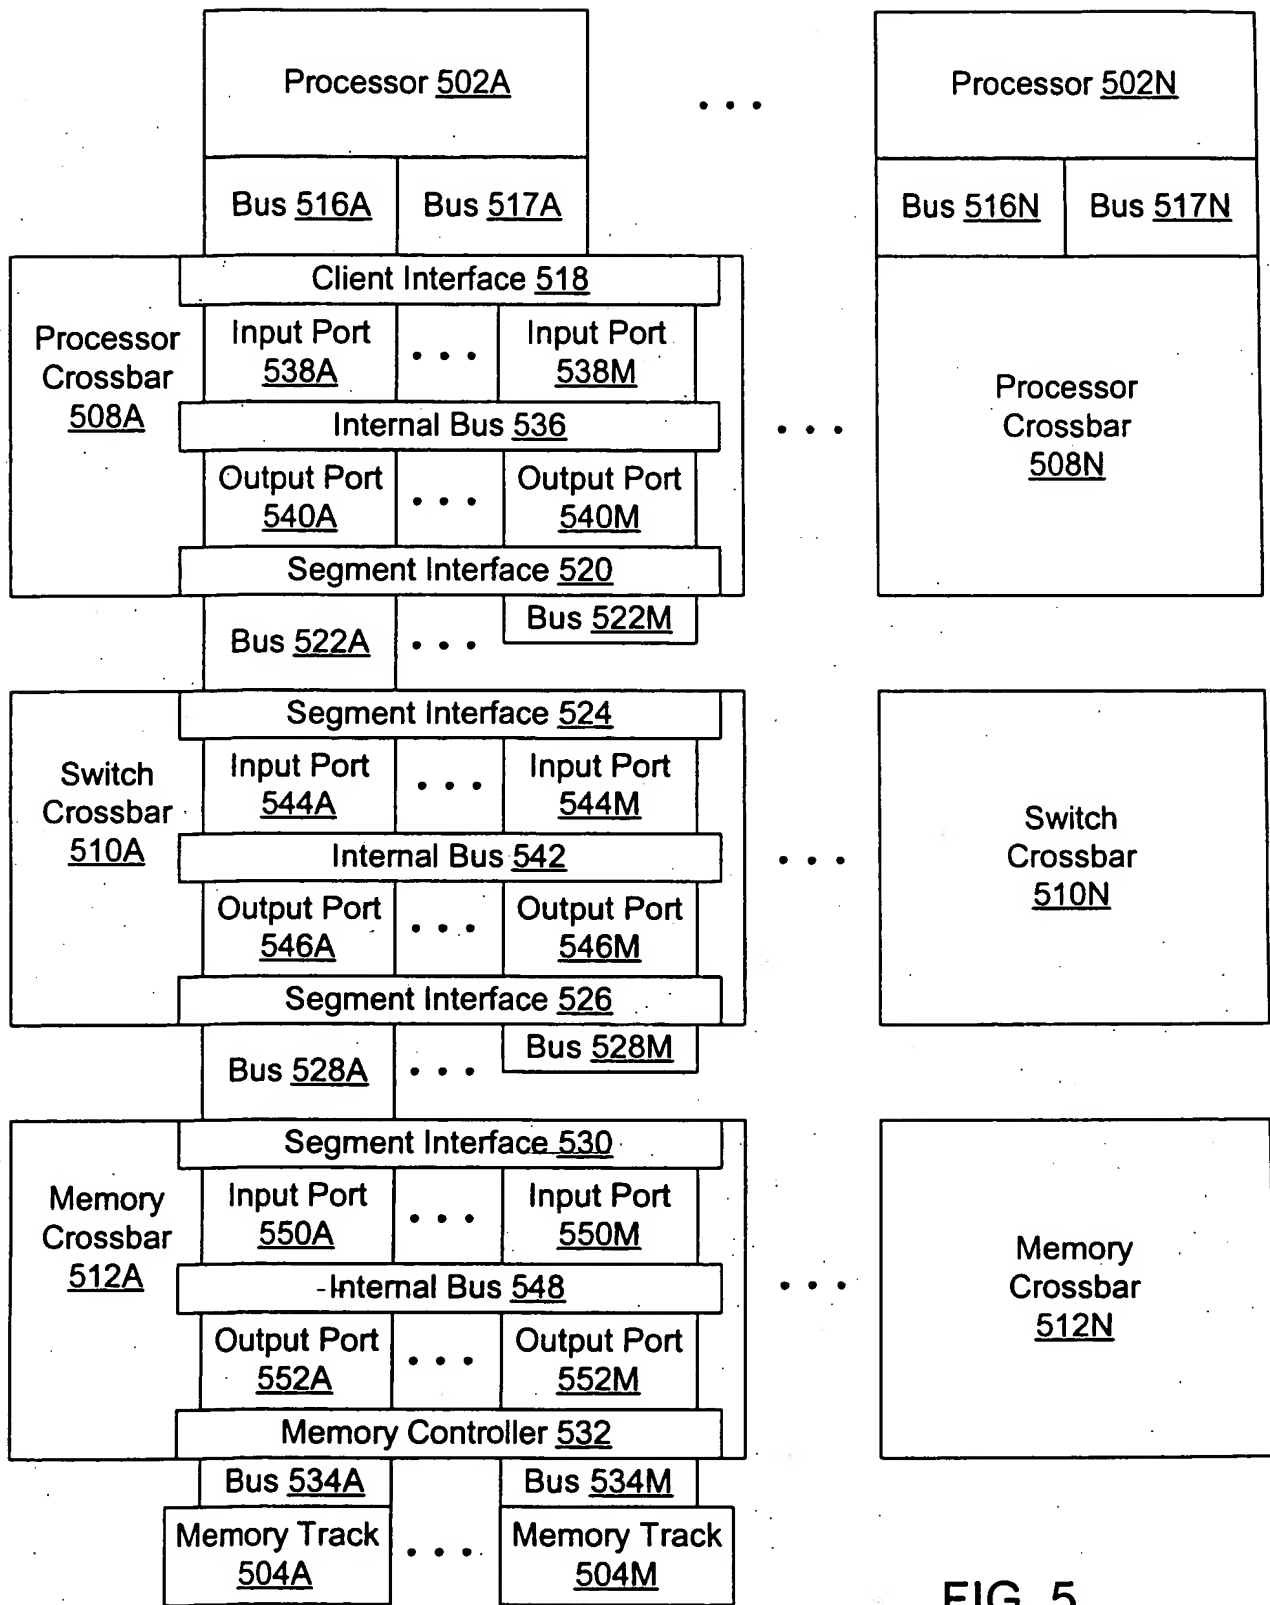 Processor 502A
Processor 502N
Bus 516A
Bus 517A
Bus 516N
Bus 517N
Client Interface 518
Processor
Crossbar
508A
Input Port
538A
Input Port
538M
Internal Bus 536
Output Port
540A
Output Port
540M
Segment Interface 520
Processor
Crossbar
508N
Bus 522A
Bus 522M
Segment Interface 524
Switch
Crossbar
510A
Input Port
544A
Input Port
544M
Internal Bus 542
Output Port
546A
Output Port
546M
Segment Interface 526
Switch
Crossbar
510N
Bus 528A
Bus 528M
Segment Interface 530
Memory
Crossbar
512A
Input Port
550A
Input Port
550M
Internal Bus 548
Output Port
552A
Output Port
552M
Memory Controller 532
Memory
Crossbar
512N
Bus 534A
Bus 534M
Memory Track
504A
Memory Track
504M
FIG. 5